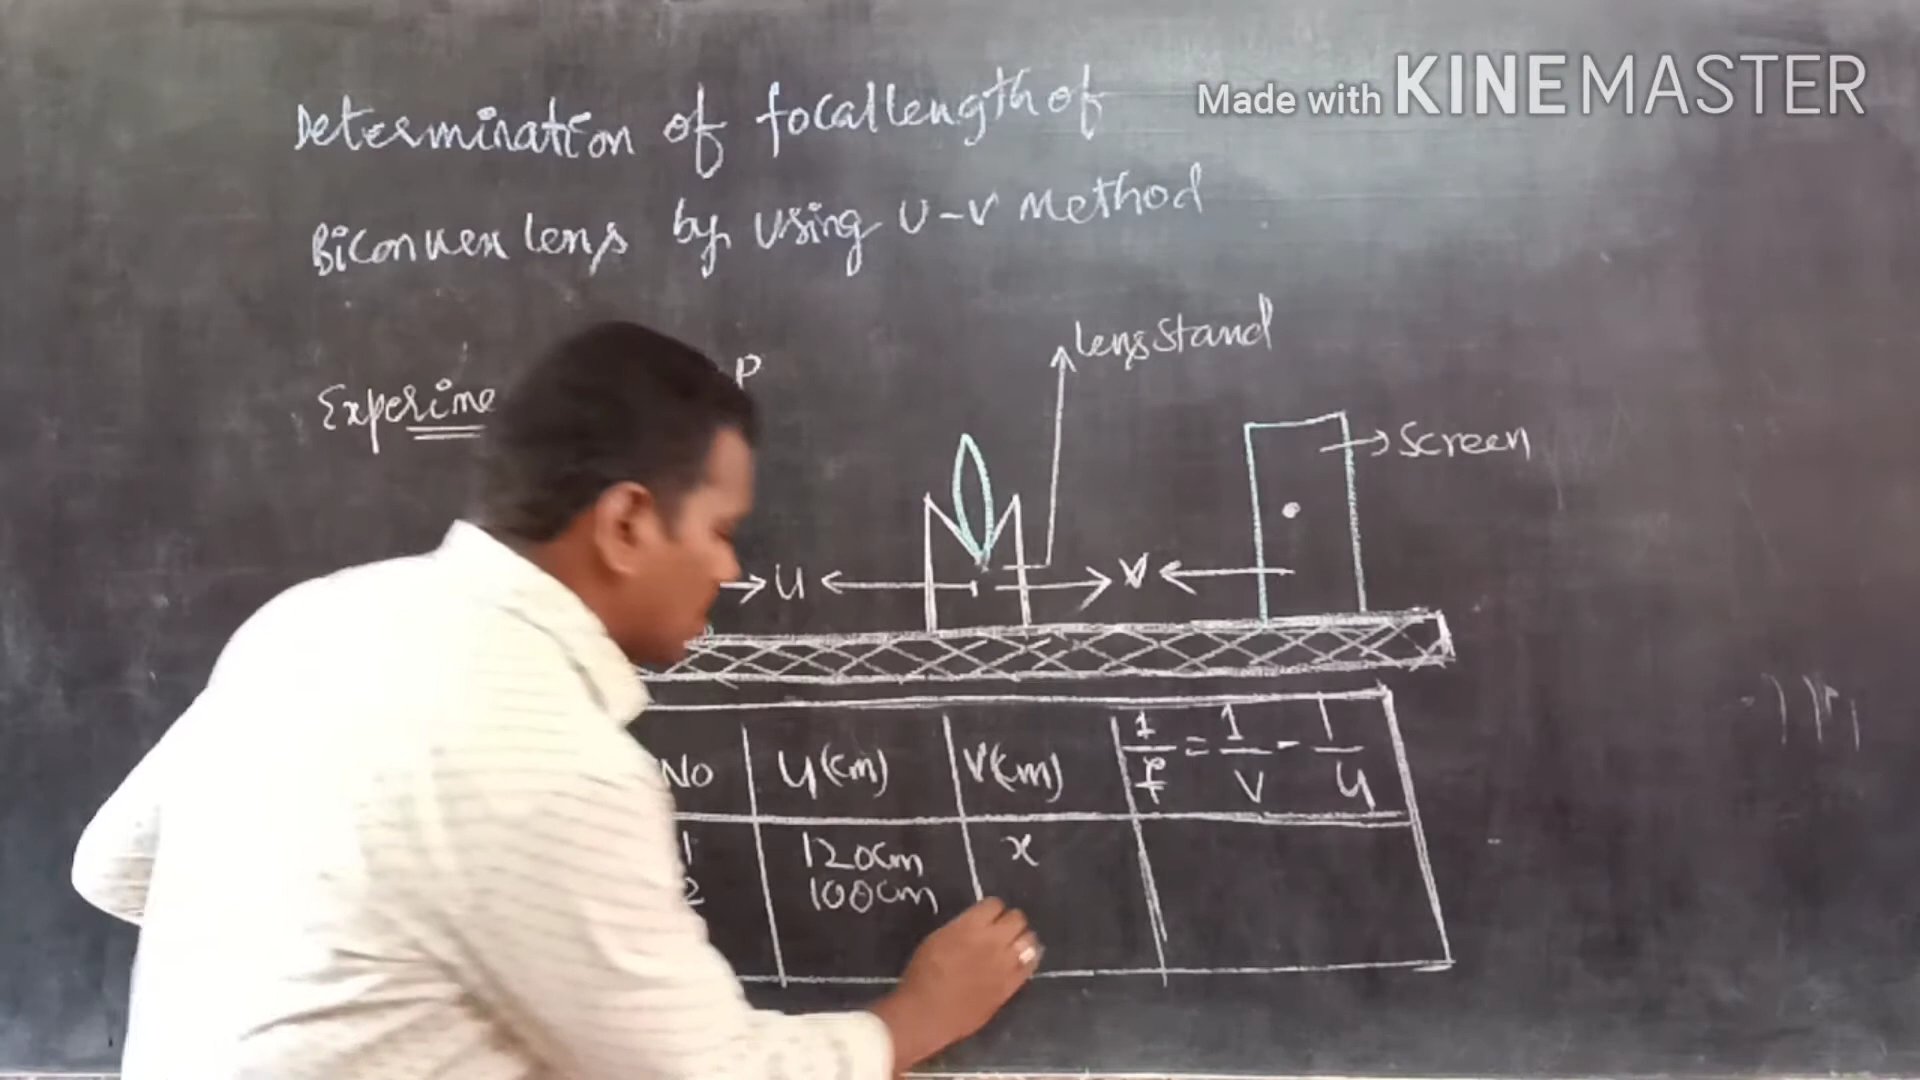 Made with KINEMASTER
Determination of focal length of
Biconvex lens by using U-V Method
Experime
P
lens stand
Screen
U
V
No U(cm) V(cm) 1/f = 1/V - 1/U
1 120cm x
2 100cm